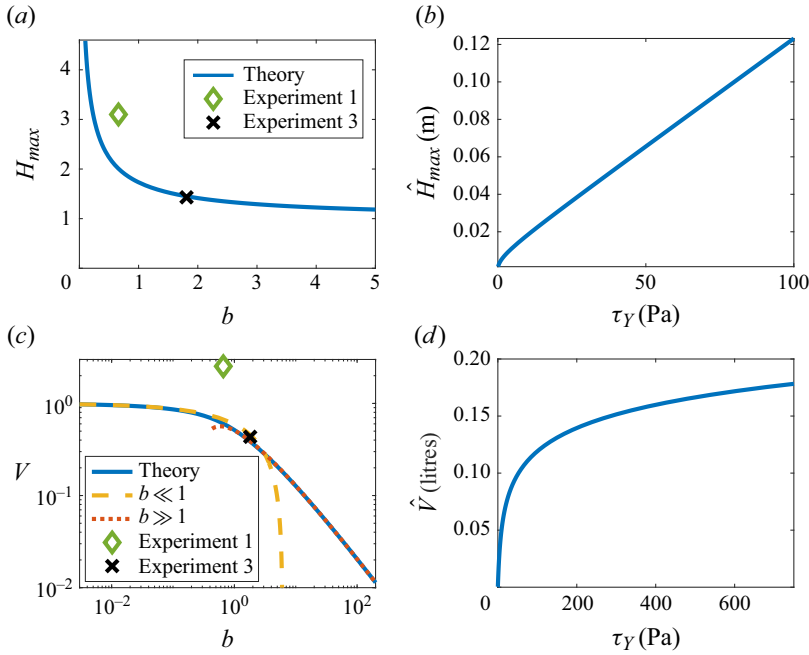 (a)
4
3
2
1
0
1
2
3
4
5
H_max
b
Theory
Experiment 1
Experiment 3
(b)
0.12
0.10
0.08
0.06
0.04
0.02
0
50
100
Ĥ_max (m)
τ_Y (Pa)
(c)
10^0
10^−1
10^−2
10^−2
10^0
10^2
V
b
Theory
b ≪ 1
b ≫ 1
Experiment 1
Experiment 3
(d)
0.20
0.15
0.10
0.05
0
200
400
600
V̂ (litres)
τ_Y (Pa)